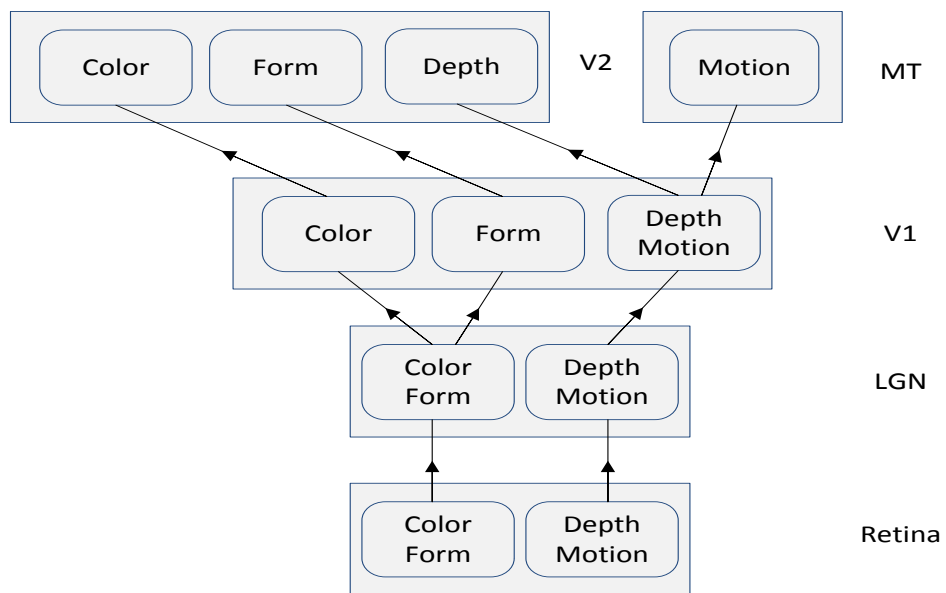 Color
Form
Depth
V2
Motion
MT
Color
Form
Depth
Motion
V1
Color
Form
Depth
Motion
LGN
Color
Form
Depth
Motion
Retina